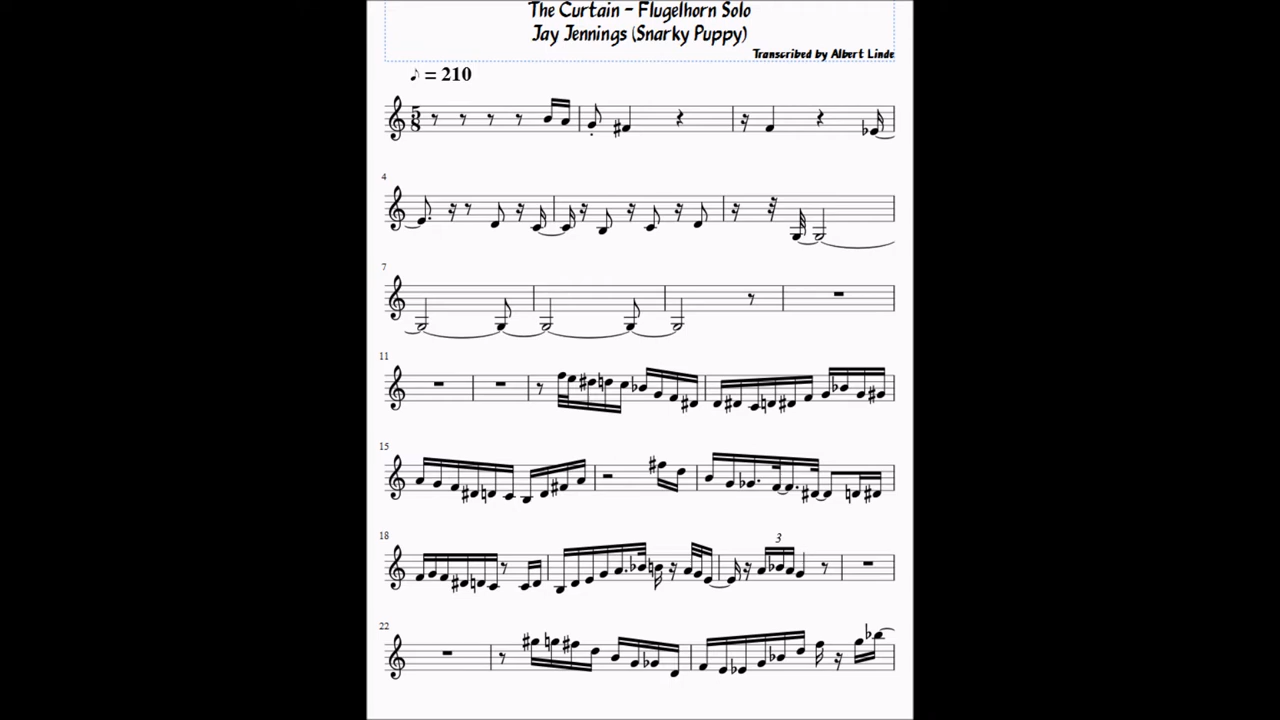 The Curtain - Flugelhorn Solo
Jay Jennings (Snarky Puppy)
Transcribed by Albert Linde
♪ = 210
5
8
4
7
11
15
18
3
22